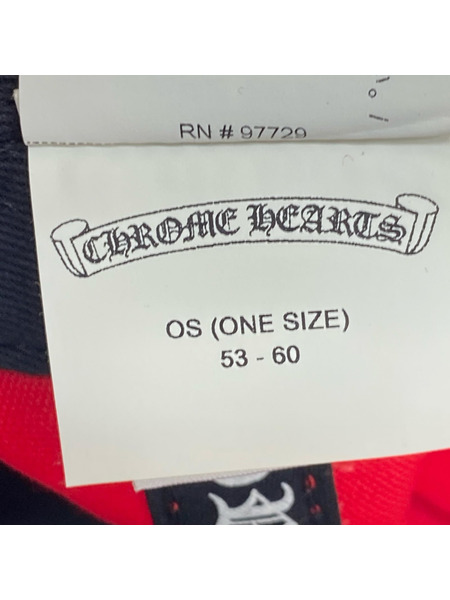 RN # 97729
CHROME HEARTS
OS (ONE SIZE)
53 - 60